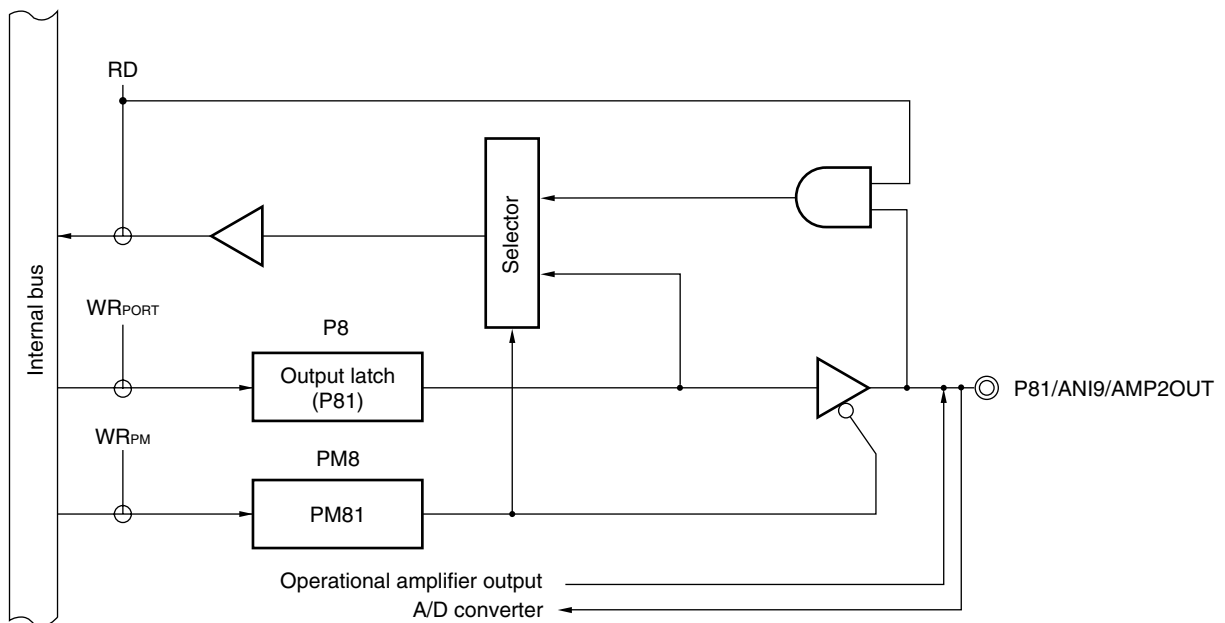 RD
Selector
Internal bus
WRPORT
P8
Output latch
(P81)
P81/ANI9/AMP2OUT
WRPM
PM8
PM81
Operational amplifier output
A/D converter